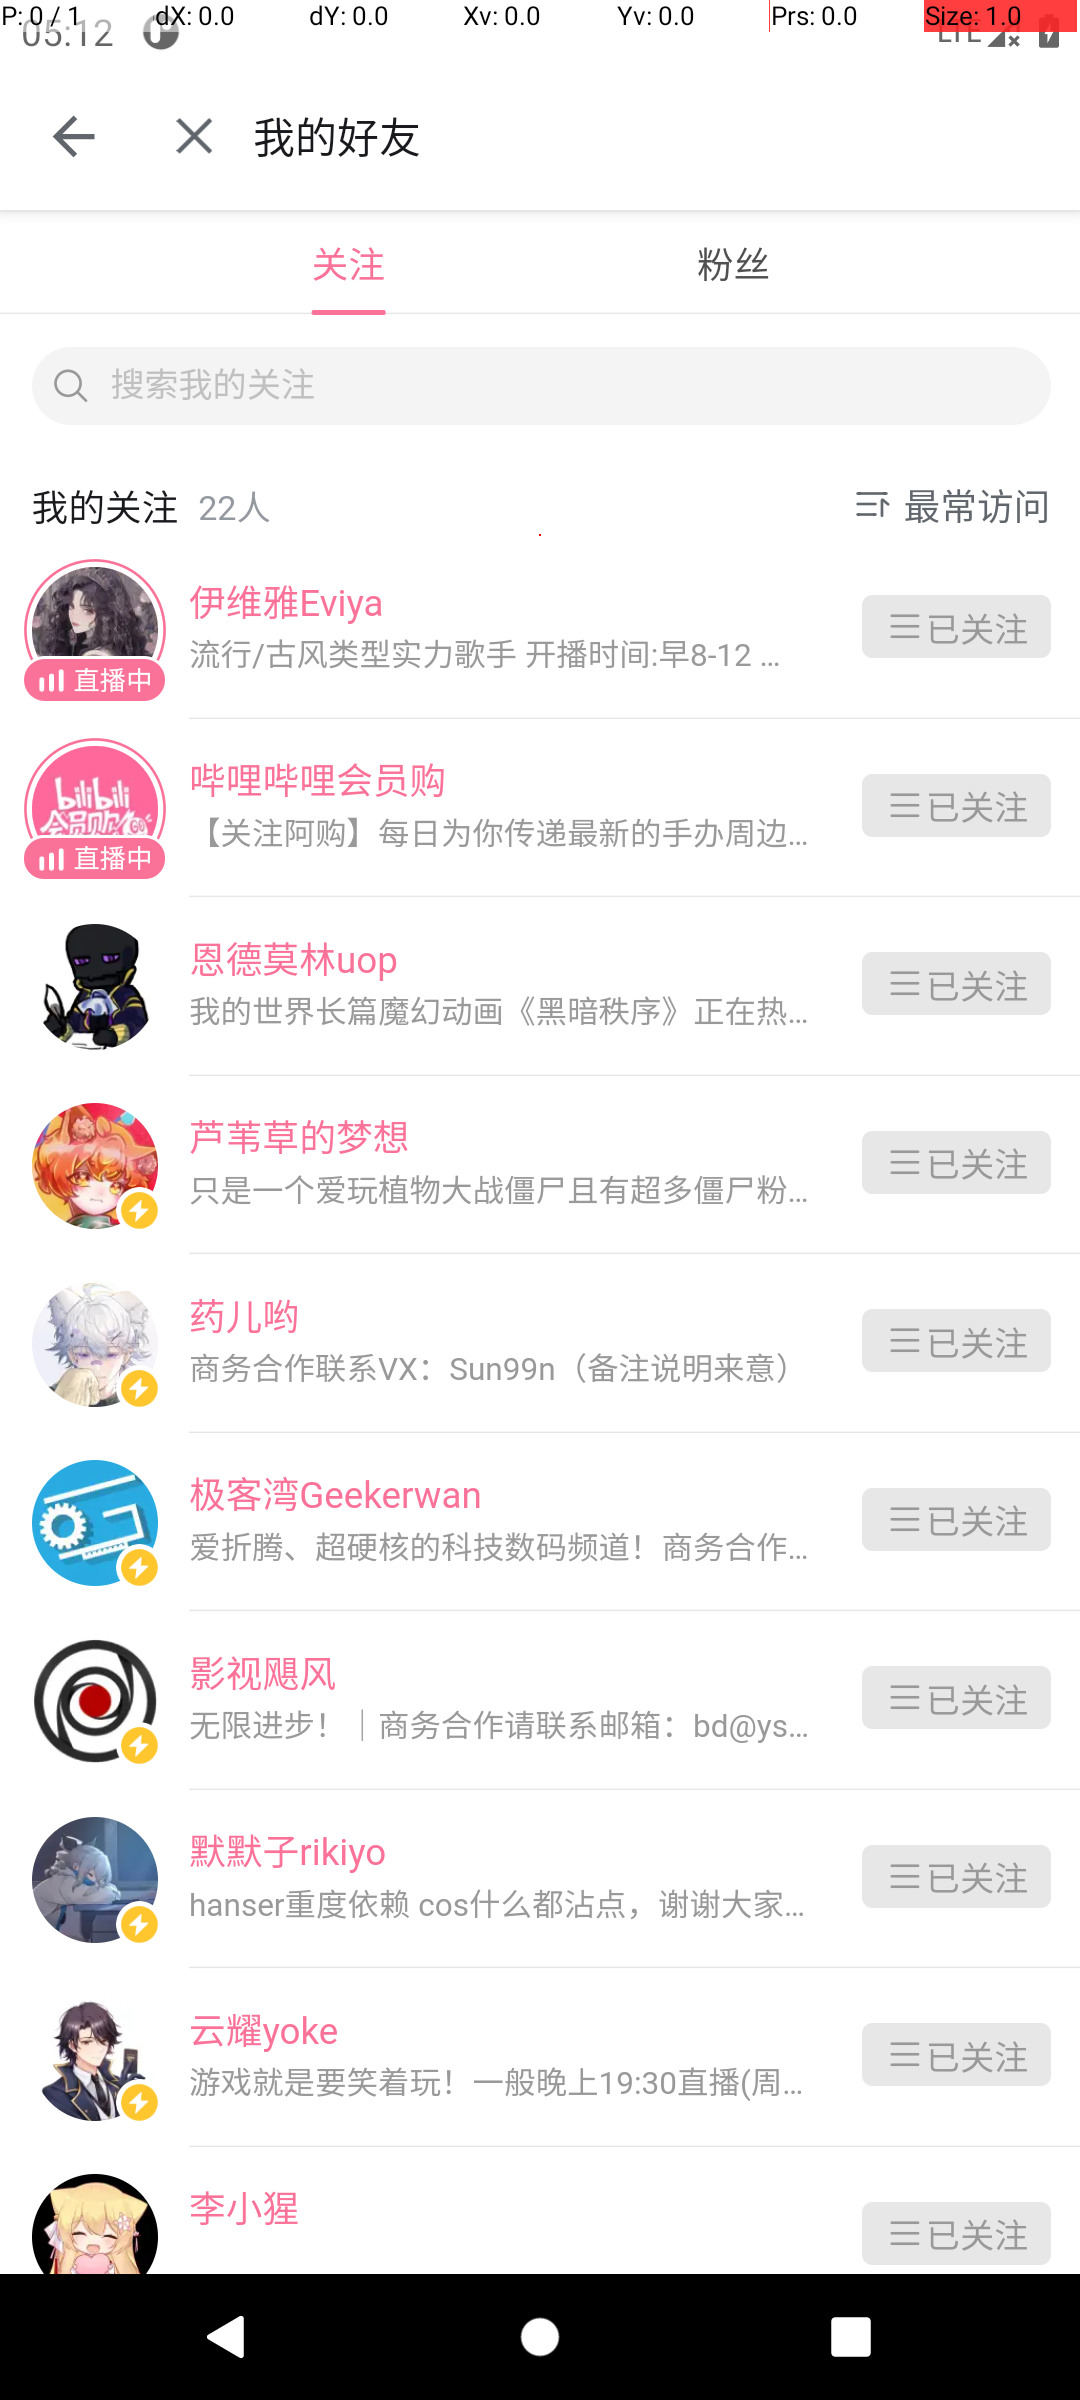 P: 0 / 1 dX: 0.0 dY: 0.0 Xv: 0.0 Yv: 0.0 Prs: 0.0 Size: 1.0
05:12 LTE
我的好友
关注 粉丝
搜索我的关注
我的关注 22人 最常访问
伊维雅Eviya
流行/古风类型实力歌手 开播时间:早8-12 ...
已关注
直播中
bilibili
会员购
哔哩哔哩会员购
【关注阿购】每日为你传递最新的手办周边...
已关注
直播中
恩德莫林uop
我的世界长篇魔幻动画《黑暗秩序》正在热...
已关注
芦苇草的梦想
只是一个爱玩植物大战僵尸且有超多僵尸粉...
已关注
药儿哟
商务合作联系VX：Sun99n（备注说明来意）
已关注
极客湾Geekerwan
爱折腾、超硬核的科技数码频道！商务合作...
已关注
影视飓风
无限进步！｜商务合作请联系邮箱：bd@ys...
已关注
默默子rikiyo
hanser重度依赖 cos什么都沾点，谢谢大家...
已关注
云耀yoke
游戏就是要笑着玩！一般晚上19:30直播(周...
已关注
李小猩
已关注